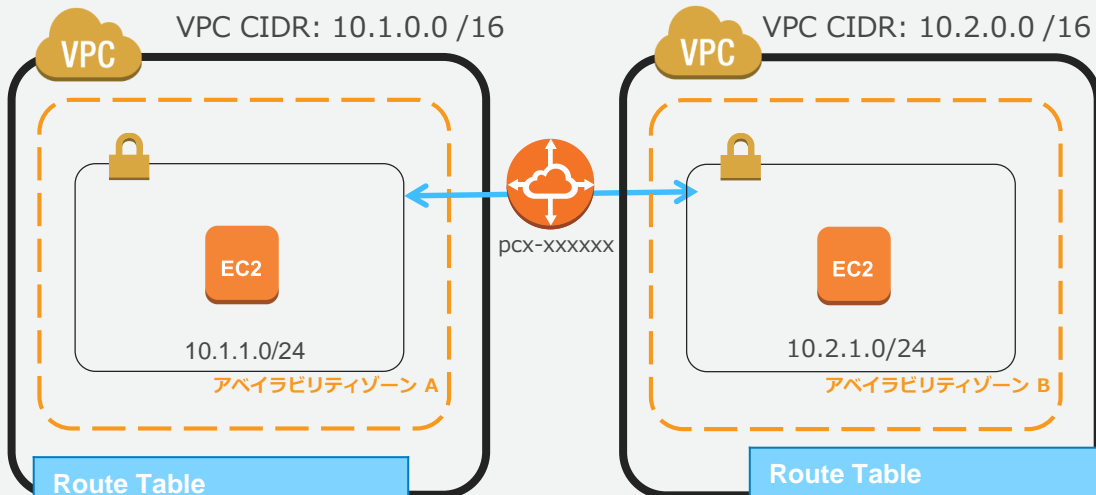 VPC CIDR: 10.1.0.0 /16
VPC
EC2
10.1.1.0/24
アベイラビリティゾーン A
Route Table
pcx-xxxxxx
VPC CIDR: 10.2.0.0 /16
VPC
EC2
10.2.1.0/24
アベイラビリティゾーン B
Route Table